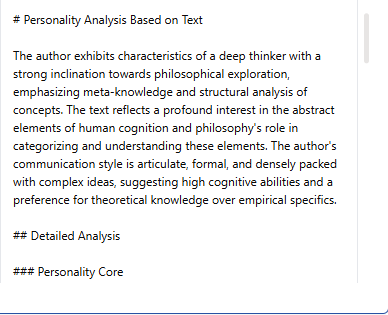 # Personality Analysis Based on Text
The author exhibits characteristics of a deep thinker with a
strong inclination towards philosophical exploration,
emphasizing meta-knowledge and structural analysis of
concepts. The text reflects a profound interest in the abstract
elements of human cognition and philosophy's role in
categorizing and understanding these elements. The author's
communication style is articulate, formal, and densely packed
with complex ideas, suggesting high cognitive abilities and a
preference for theoretical knowledge over empirical specifics.
## Detailed Analysis
### Personality Core